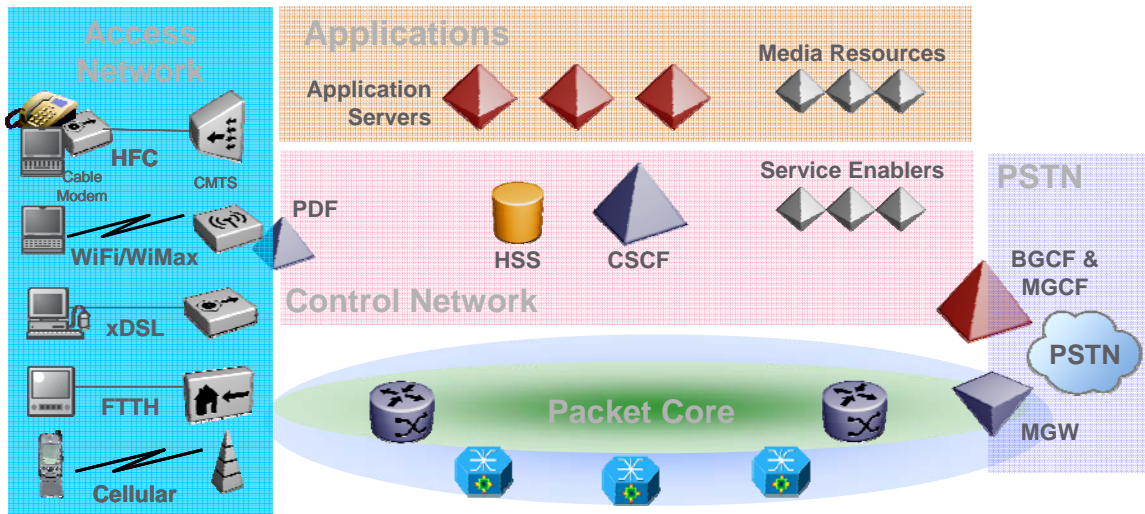 Access
Network
HFC
Cable
Modem
CMTS
WiFi/WiMax
xDSL
FTTH
Cellular
Applications
Application
Servers
Media Resources
PDF
HSS
CSCF
Service Enablers
Control Network
Packet Core
PSTN
BGCF &
MGCF
PSTN
MGW